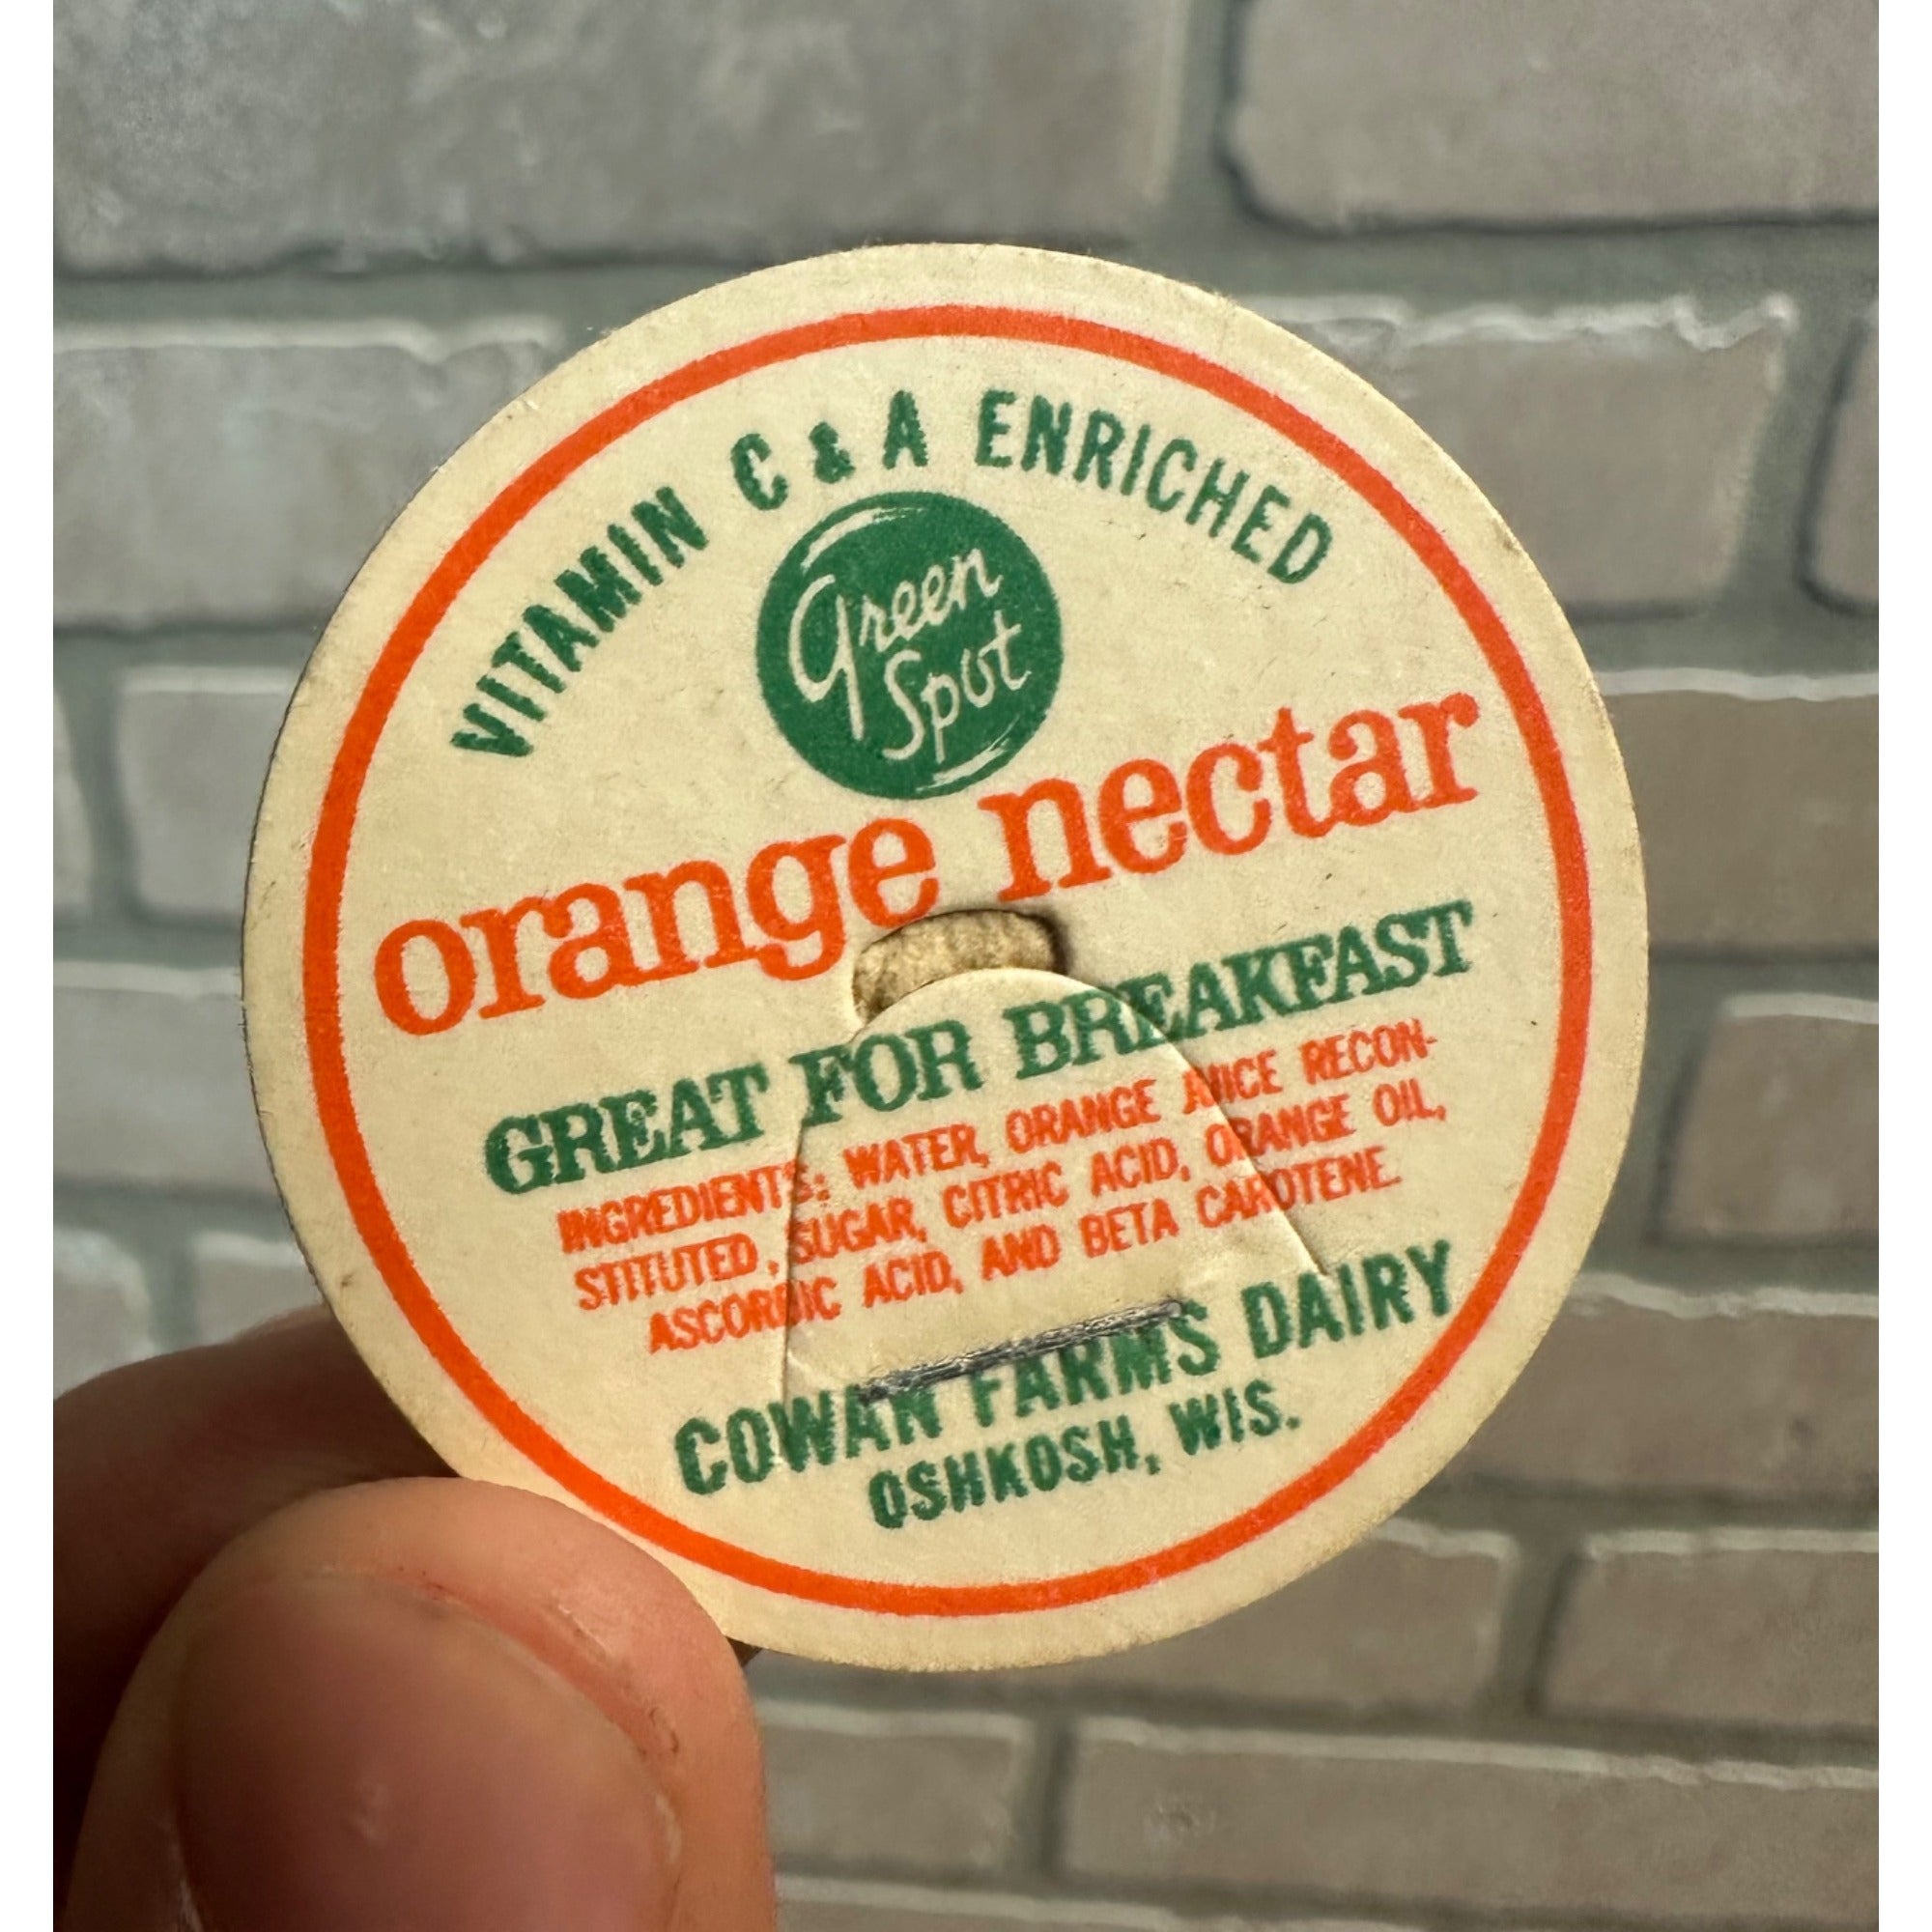 VITAMIN C & A ENRICHED
Green
Spot
orange nectar
GREAT FOR BREAKFAST
INGREDIENTS: WATER, ORANGE JUICE RECON-
STITUTED, SUGAR, CITRIC ACID, ORANGE OIL,
ASCORBIC ACID, AND BETA CAROTENE.
COWAN FARMS DAIRY
OSHKOSH, WIS.